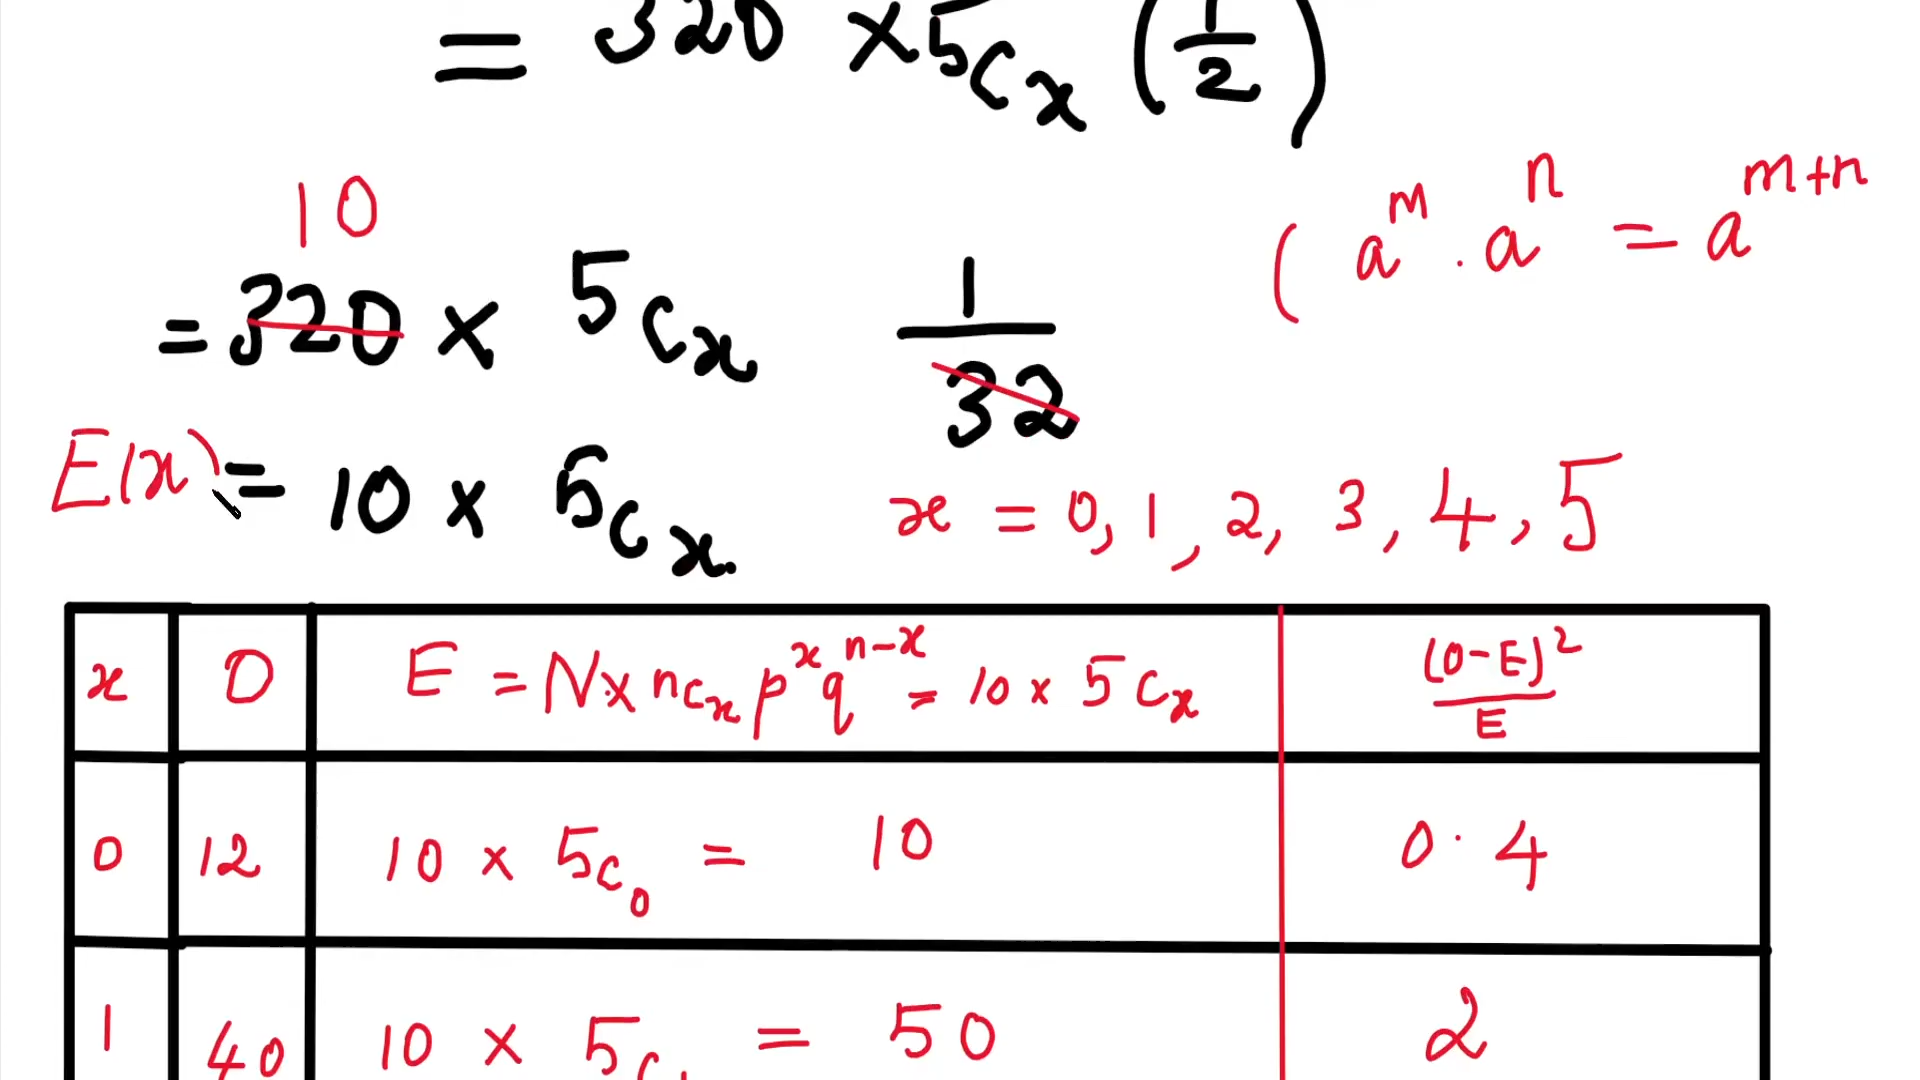 = 320 × 5Cx (1/2)
10
(a^m . a^n = a^(m+n)
= 320 × 5Cx 1/32
E(x) = 10 × 5Cx. x = 0, 1, 2, 3, 4, 5
x O E = N× nCx p^x q^(n-x) = 10 × 5Cx (O-E)^2/E
0 12 10 × 5C0 = 10 0.4
1 40 10 × 5C1 = 50 2